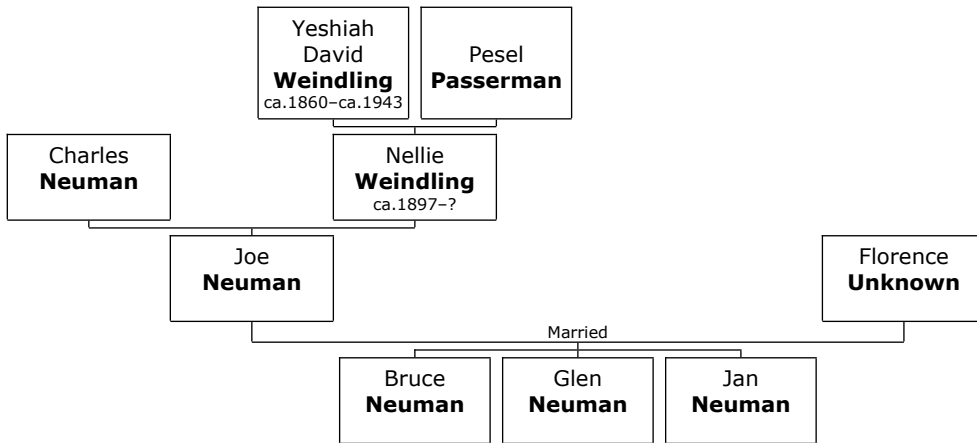 Yeshiah
David
Weindling
ca.1860–ca.1943
Pesel
Passerman
Charles
Neuman
Nellie
Weindling
ca.1897–?
Joe
Neuman
Florence
Unknown
Married
Bruce
Neuman
Glen
Neuman
Jan
Neuman